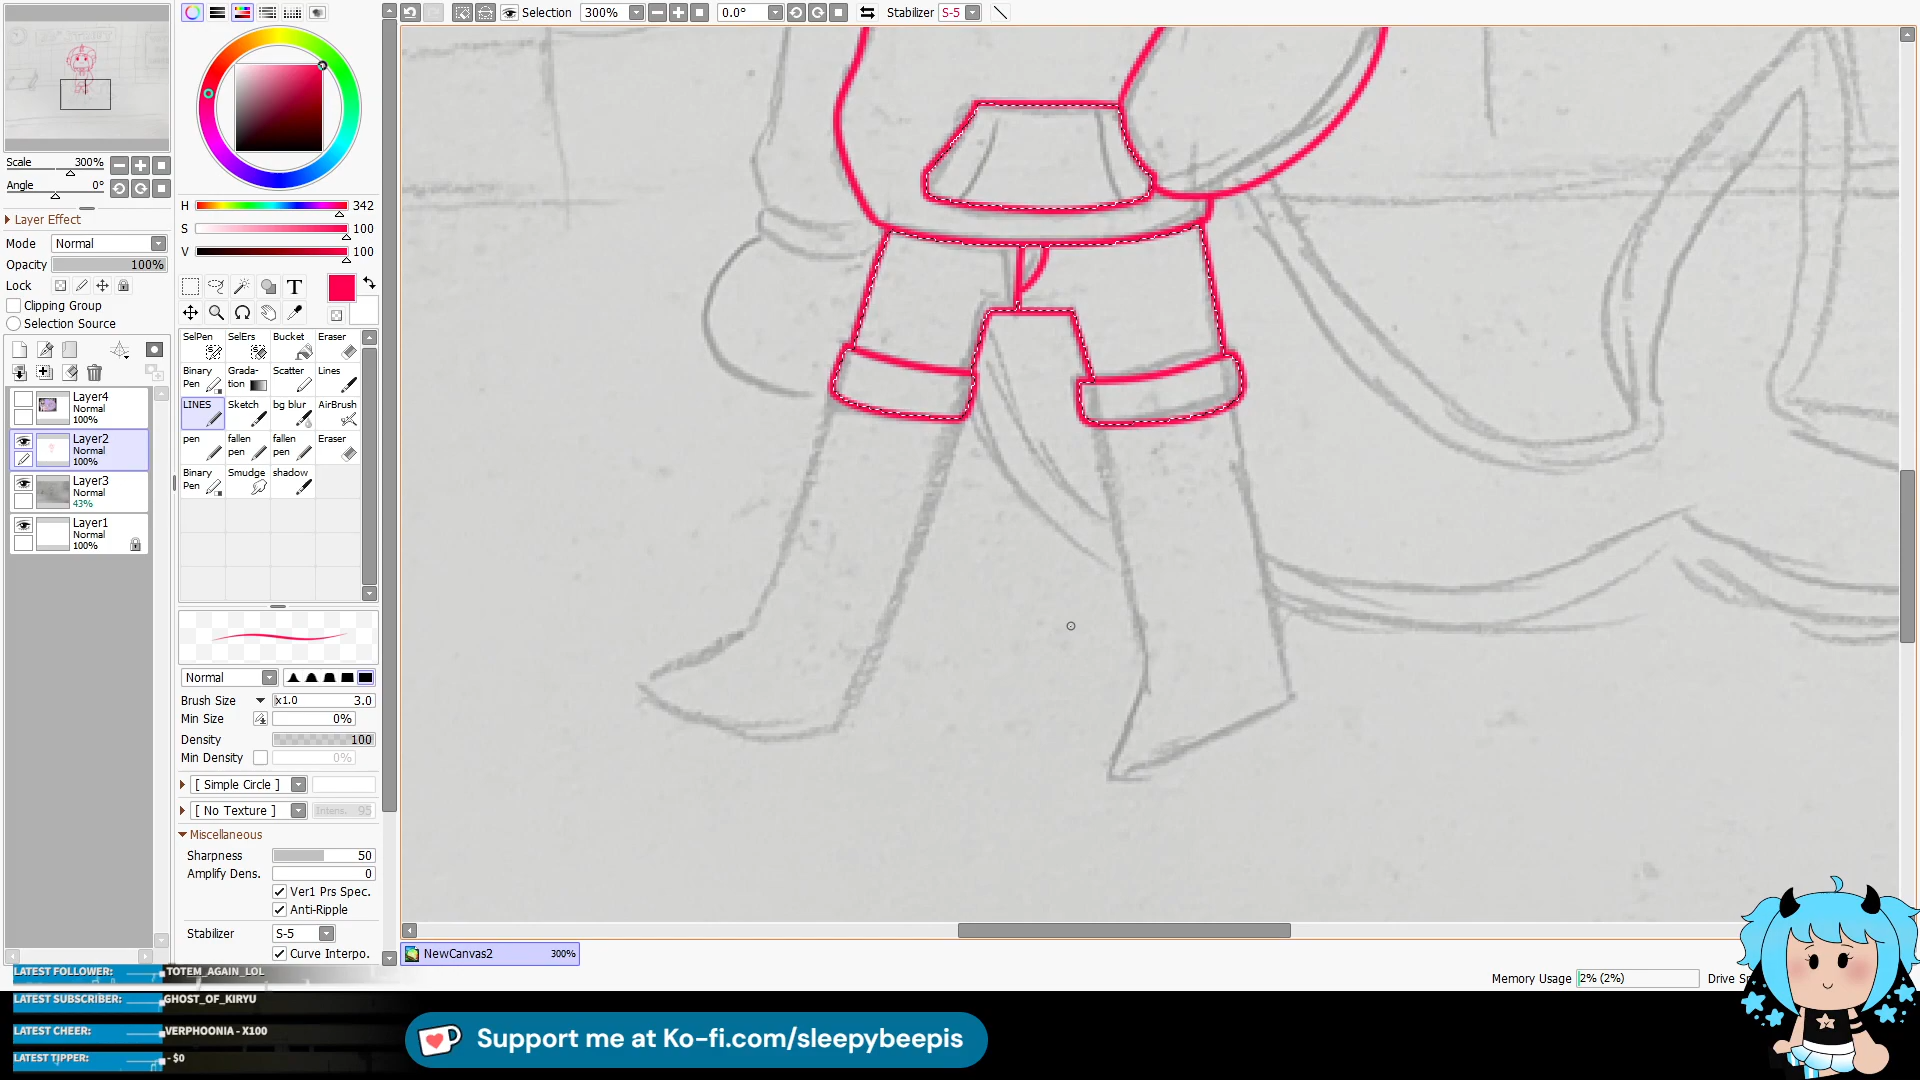 Selection
300%
0.0°
Stabilizer
S-5
Scale
300%
Angle
0°
Layer Effect
Mode
Normal
Opacity
100%
Lock
Clipping Group
Selection Source
Layer4
Normal
100%
Layer2
Normal
100%
Layer3
Normal
43%
Layer1
Normal
100%
H
342
S
100
V
100
T
SelPen
SelErs
Bucket
Eraser
Binary Pen
Gradation
Scatter
Lines
LINES
Sketch
bg blur
AirBrush
pen
fallen pen
fallen pen
Eraser
Binary Pen
Smudge
shadow
Normal
Brush Size
x1.0
3.0
Min Size
0%
Density
100
Min Density
0%
[ Simple Circle ]
[ No Texture ]
Intens.
95
Miscellaneous
Sharpness
50
Amplify Dens.
0
Ver1 Prs Spec.
Anti-Ripple
Stabilizer
S-5
Curve Interpo.
NewCanvas2
300%
Memory Usage
2% (2%)
LATEST FOLLOWER:
TOTEM_AGAIN_LOL
LATEST SUBSCRIBER:
GHOST_OF_KIRYU
LATEST CHEER:
VERPHOONIA - X100
LATEST TIPPER:
- $0
Support me at Ko-fi.com/sleepybeepis